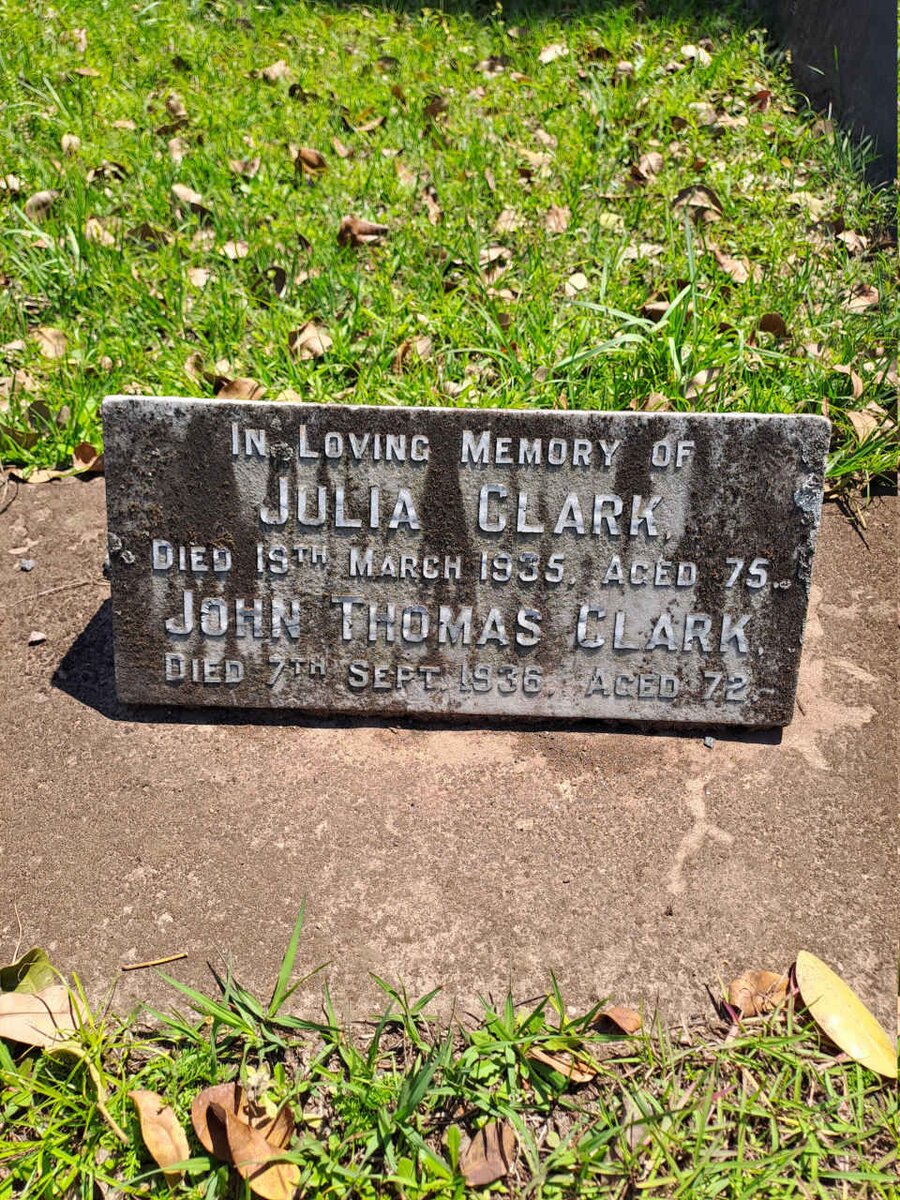 In Loving Memory of
Julia Clark,
Died 19th March 1935, Aged 75.
John Thomas Clark,
Died 7th Sept. 1936, Aged 72